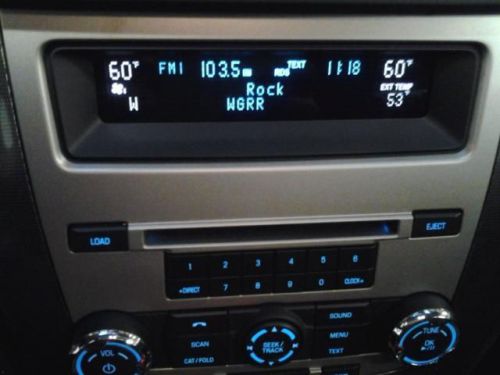 60°F FM1 103.5 RDS TEXT 11:18 60°F
Rock EXT TEMP
W WGRR 53°F
LOAD EJECT
1 2 3 4 5 6
DIRECT 7 8 9 0 CLOCK
SCAN
CAT/FOLD
SEEK/
TRACK
SOUND
MENU
TEXT
VOL
TUNE
OK